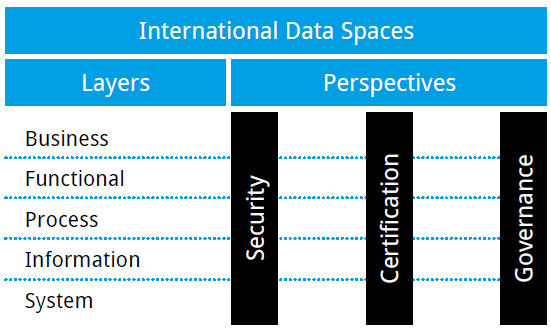 International Data Spaces
Layers
Perspectives
Business
Functional
Process
Information
System
Security
Certification
Governance